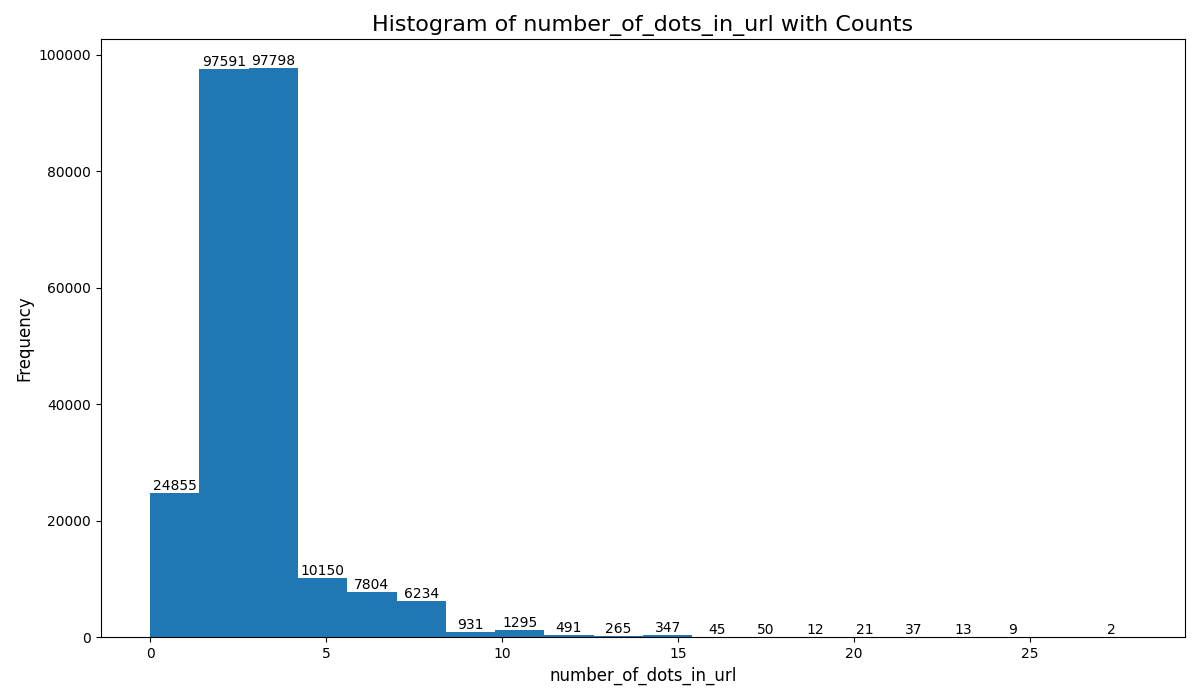 Histogram of number_of_dots_in_url with Counts
Frequency
100000
80000
60000
40000
20000
0
24855 97591 97798 10150 7804 6234 931 1295 491 265 347 45 50 12 21 37 13 9 2
0 5 10 15 20 25
number_of_dots_in_url